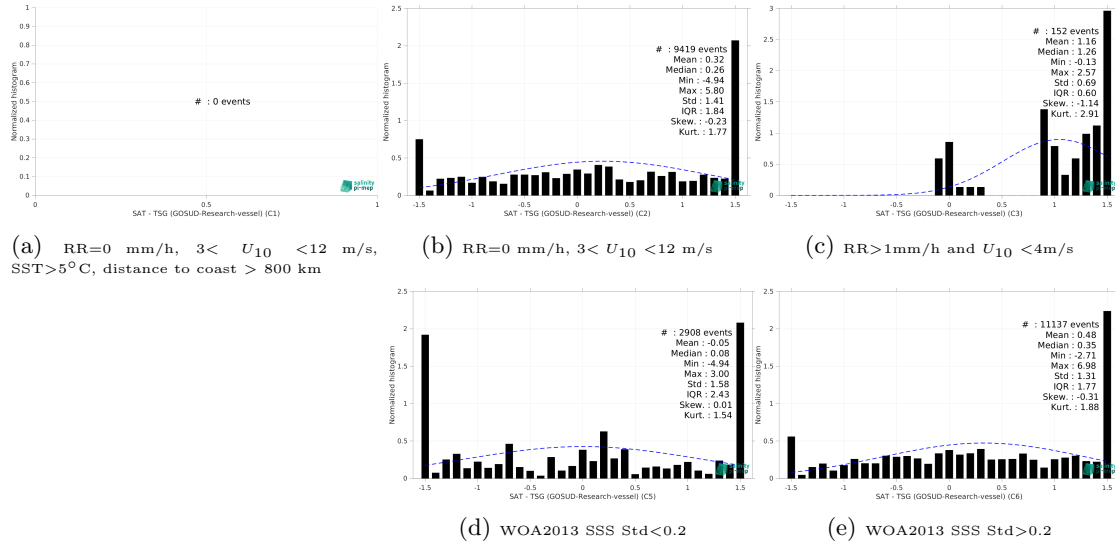 1
0.9
0.8
0.7
0.6
0.5
0.4
0.3
0.2
0.1
0
Normalized histogram
# : 0 events
salinity
pi-mep
0 0.5 1
SAT - TSG (GOSUD-Research-vessel) (C1)
(a) RR=0 mm/h, 3< U10 <12 m/s,
SST>5°C, distance to coast > 800 km
2.5
2
1.5
1
0.5
0
Normalized histogram
# : 9419 events
Mean : 0.32
Median : 0.26
Min : -4.94
Max : 5.80
Std : 1.41
IQR : 1.84
Skew. : -0.23
Kurt. : 1.77
salinity
pi-mep
-1.5 -1 -0.5 0 0.5 1 1.5
SAT - TSG (GOSUD-Research-vessel) (C2)
(b) RR=0 mm/h, 3< U10 <12 m/s
3
2.5
2
1.5
1
0.5
0
Normalized histogram
# : 152 events
Mean : 1.16
Median : 1.26
Min : -0.13
Max : 2.57
Std : 0.69
IQR : 0.60
Skew. : -1.14
Kurt. : 2.91
salinity
pi-mep
-1.5 -1 -0.5 0 0.5 1 1.5
SAT - TSG (GOSUD-Research-vessel) (C3)
(c) RR>1mm/h and U10 <4m/s
2.5
2
1.5
1
0.5
0
Normalized histogram
# : 2908 events
Mean : -0.05
Median : 0.08
Min : -4.94
Max : 3.00
Std : 1.58
IQR : 2.43
Skew. : 0.01
Kurt. : 1.54
salinity
pi-mep
-1.5 -1 -0.5 0 0.5 1 1.5
SAT - TSG (GOSUD-Research-vessel) (C5)
(d) WOA2013 SSS Std<0.2
2.5
2
1.5
1
0.5
0
Normalized histogram
# : 11137 events
Mean : 0.48
Median : 0.35
Min : -2.71
Max : 6.98
Std : 1.31
IQR : 1.77
Skew. : -0.31
Kurt. : 1.88
salinity
pi-mep
-1.5 -1 -0.5 0 0.5 1 1.5
SAT - TSG (GOSUD-Research-vessel) (C6)
(e) WOA2013 SSS Std>0.2